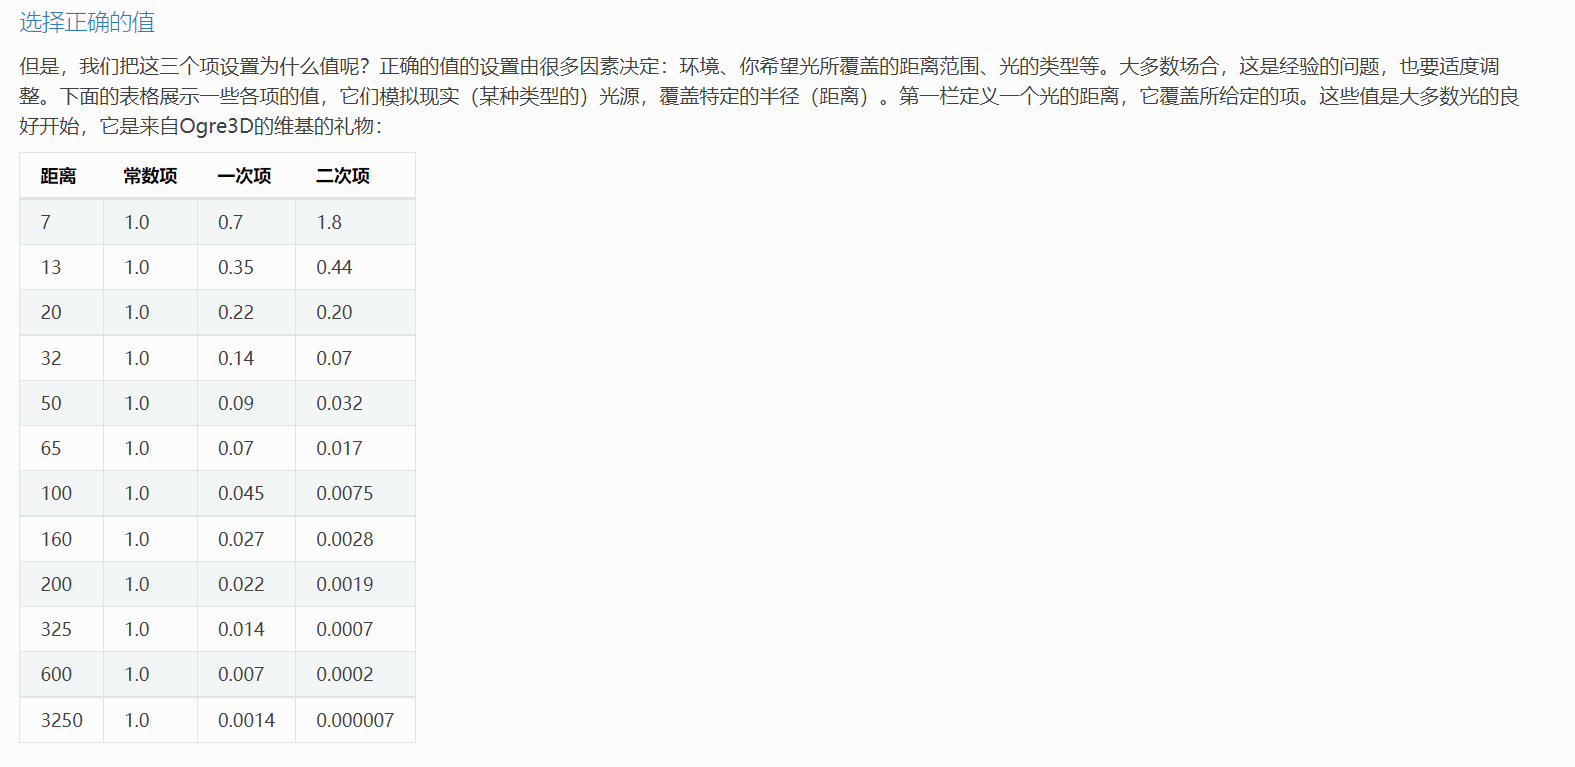 选择正确的值
但是，我们把这三个项设置为什么值呢？正确的值的设置由很多因素决定：环境、你希望光所覆盖的距离范围、光的类型等。大多数场合，这是经验的问题，也要适度调
整。下面的表格展示一些各项的值，它们模拟现实（某种类型的）光源，覆盖特定的半径（距离）。第一栏定义一个光的距离，它覆盖所给定的项。这些值是大多数光的良
好开始，它是来自Ogre3D的维基的礼物：
距离 常数项 一次项 二次项
7 1.0 0.7 1.8
13 1.0 0.35 0.44
20 1.0 0.22 0.20
32 1.0 0.14 0.07
50 1.0 0.09 0.032
65 1.0 0.07 0.017
100 1.0 0.045 0.0075
160 1.0 0.027 0.0028
200 1.0 0.022 0.0019
325 1.0 0.014 0.0007
600 1.0 0.007 0.0002
3250 1.0 0.0014 0.000007